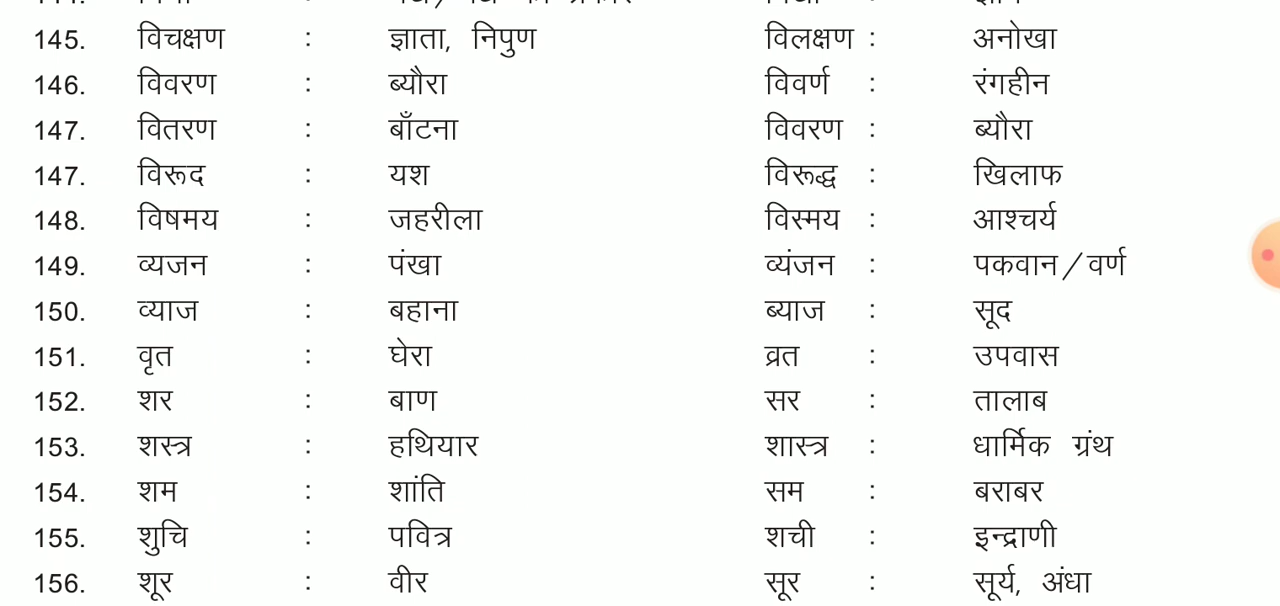 145. विचक्षण : ज्ञाता, निपुण विलक्षण : अनोखा
146. विवरण : ब्यौरा विवर्ण : रंगहीन
147. वितरण : बाँटना विवरण : ब्यौरा
147. विरूद : यश विरूद्ध : खिलाफ
148. विषमय : जहरीला विस्मय : आश्चर्य
149. व्यजन : पंखा व्यंजन : पकवान/वर्ण
150. व्याज : बहाना ब्याज : सूद
151. वृत : घेरा व्रत : उपवास
152. शर : बाण सर : तालाब
153. शस्त्र : हथियार शास्त्र : धार्मिक ग्रंथ
154. शम : शांति सम : बराबर
155. शुचि : पवित्र शची : इन्द्राणी
156. शूर : वीर सूर : सूर्य, अंधा